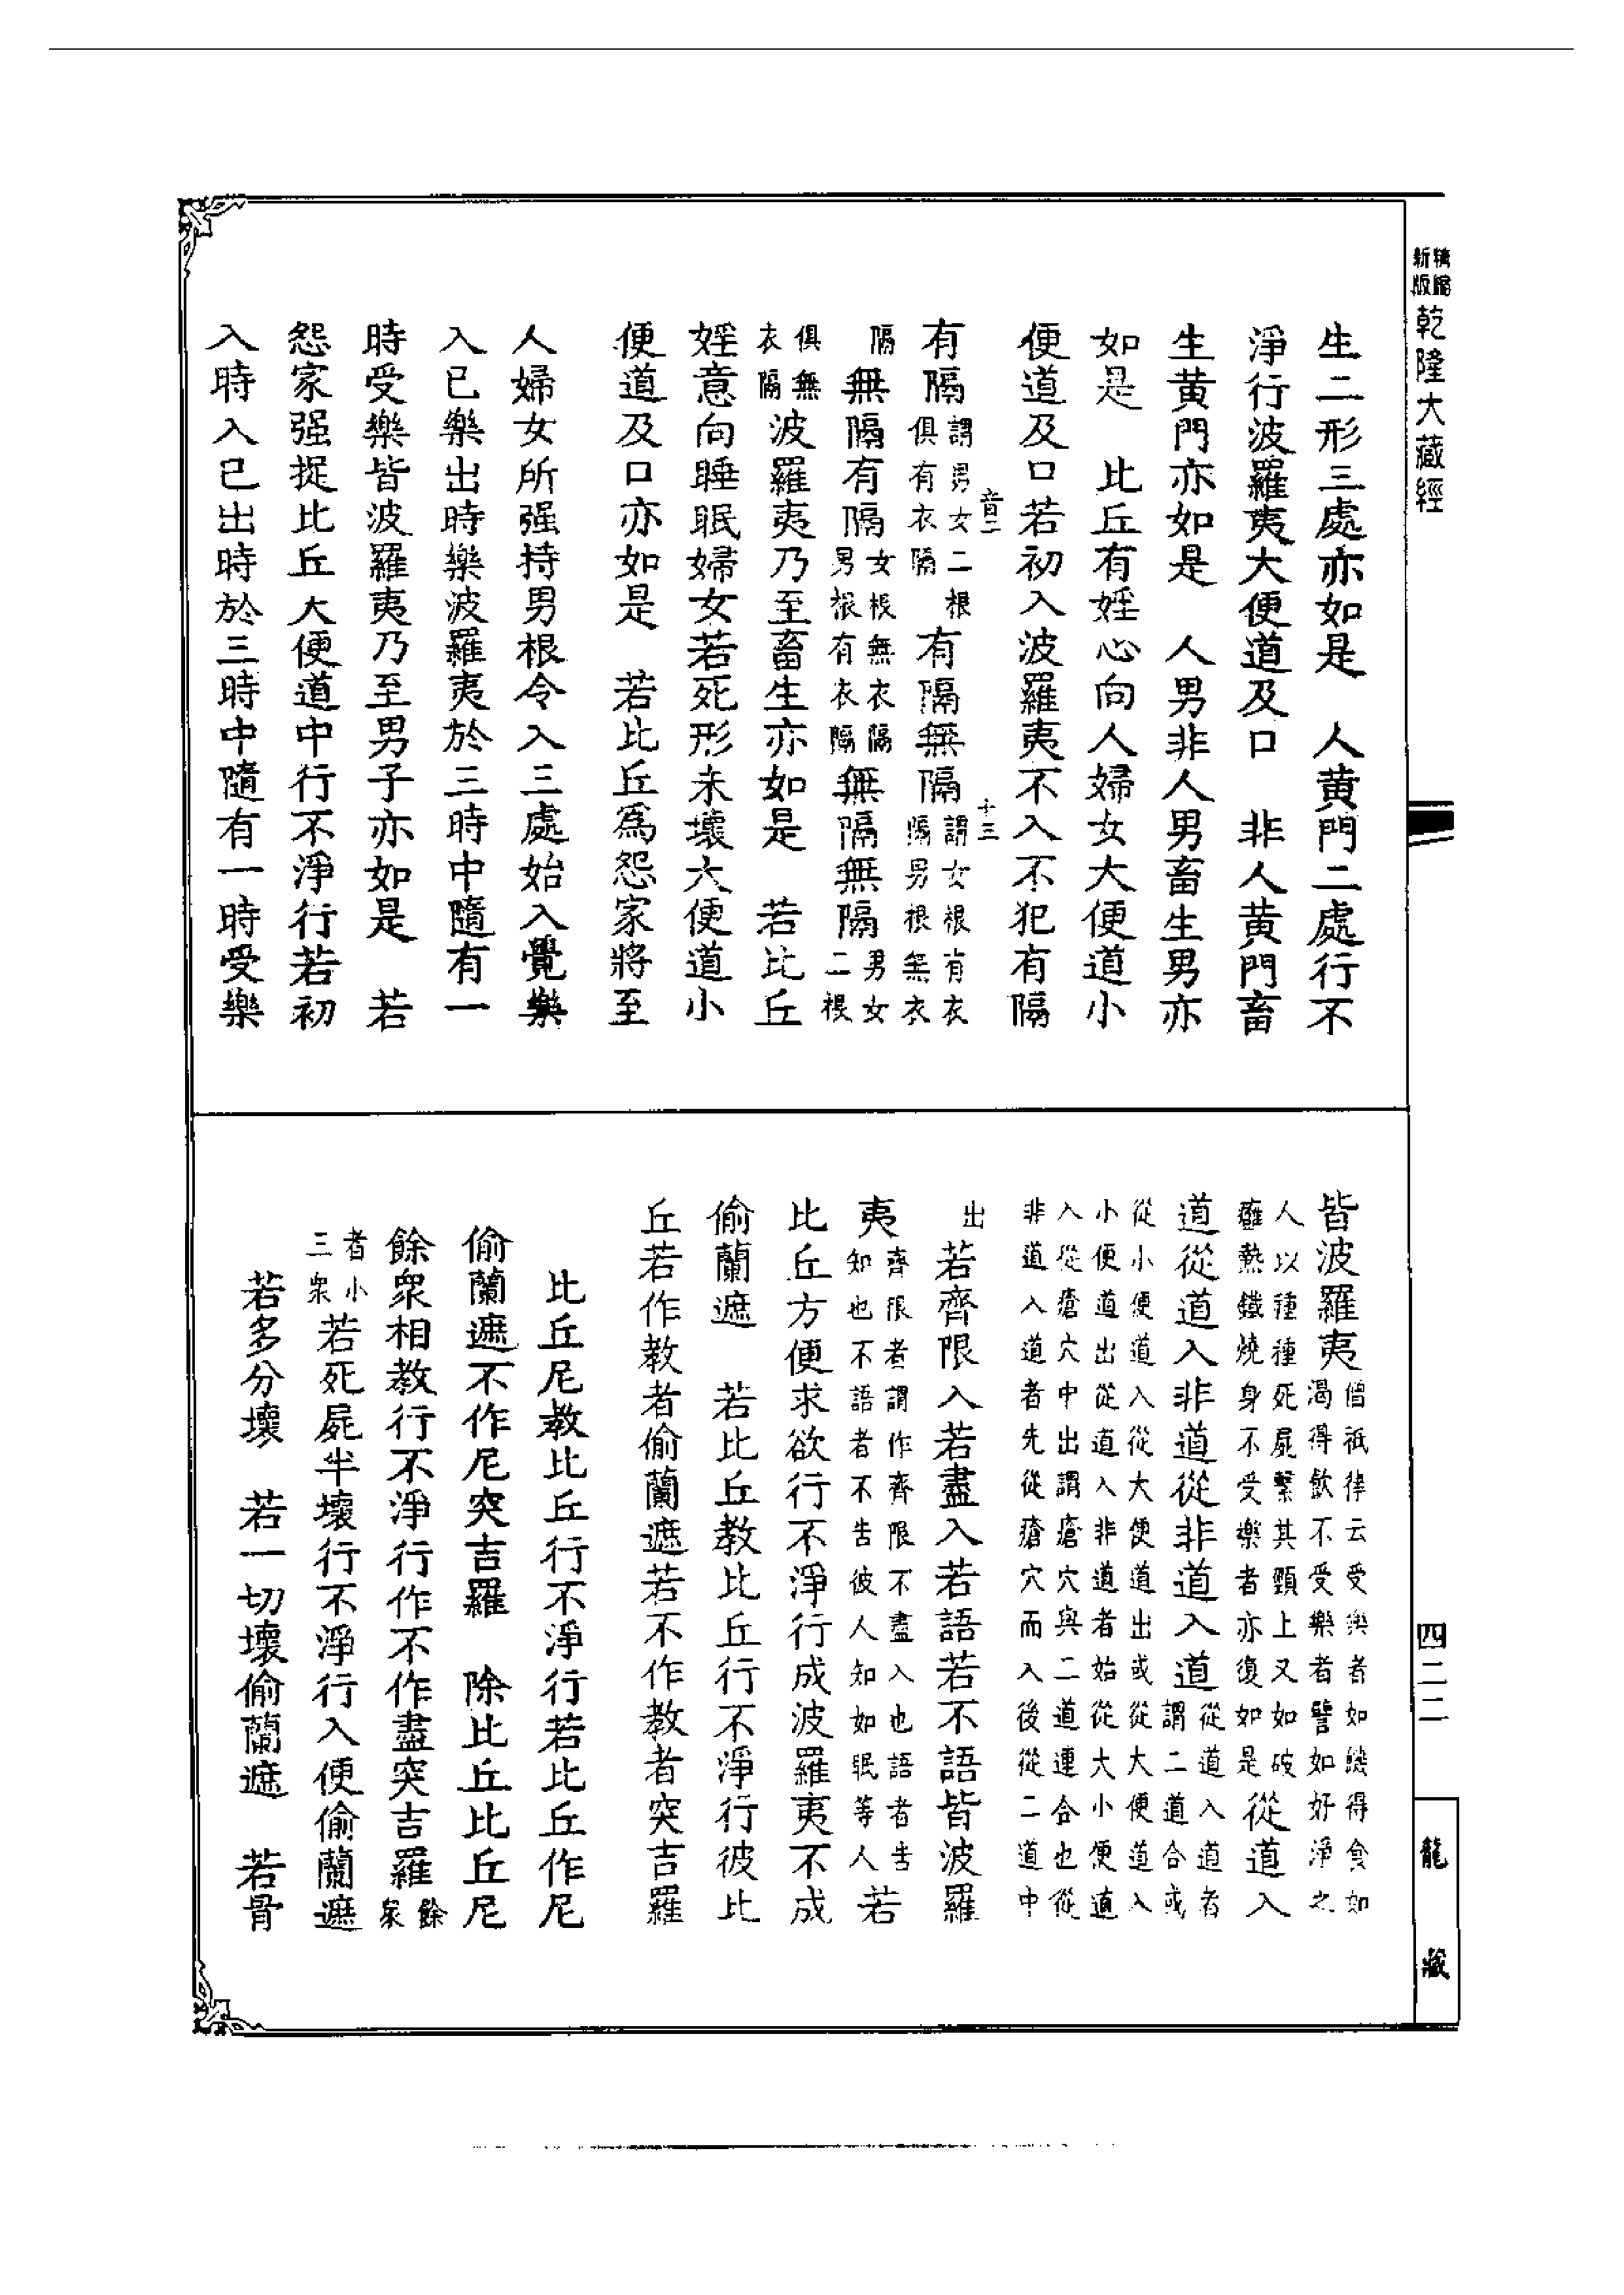 精縮新版乾隆大藏經
生二形三處亦如是　人黃門二處行不
淨行波羅夷大便道及口　非人黃門畜
生黃門亦如是　人男非人男畜生男亦
如是　比丘有婬心向人婦女大便道小
便道及口若初入波羅夷不入不犯有隔
音二　十三
有隔謂男女二根俱有衣隔有隔無隔謂女根有衣隔男根無衣
隔無隔有隔女根無衣隔男根有衣隔無隔無隔男女二根
俱無衣隔波羅夷乃至畜生亦如是　若比丘
婬意向睡眠婦女若死形未壞大便道小
便道及口亦如是　若比丘為怨家將至
人婦女所强持男根令入三處始入覺樂
入已樂出時樂波羅夷於三時中隨有一
時受樂皆波羅夷乃至男子亦如是　若
怨家强捉比丘大便道中行不淨行若初
入時入已出時於三時中隨有一時受樂
皆波羅夷僧祇律云受樂者如饑得食如渴得飲不受樂者譬如好淨之
人以種種死屍繫其頸上又如破癰熱鐵燒身不受樂者亦復如是從道入
道從道入非道從非道入道謂從道入道者謂二道合或
從小便道入從大便道出或從大便道入小便道出從道入非道者始從大小便道
入從瘡穴中出謂瘡穴與二道連合也從非道入道者先從瘡穴而入後從二道中
出若齊限入若盡入若語若不語皆波羅
夷齊限者謂作齊限不盡入也語者告知也不語者不告彼人知如眠等人若
比丘方便求欲行不淨行成波羅夷不成
偷蘭遮　若比丘教比丘行不淨行彼比
丘若作教者偷蘭遮若不作教者突吉羅
比丘尼教比丘行不淨行若比丘作尼
偷蘭遮不作尼突吉羅　除比丘比丘尼
餘眾相教行不淨行作不作盡突吉羅餘眾
者小三眾若死屍半壞行不淨行入便偷蘭遮
若多分壞　若一切壞偷蘭遮　若骨
四二二
龍藏